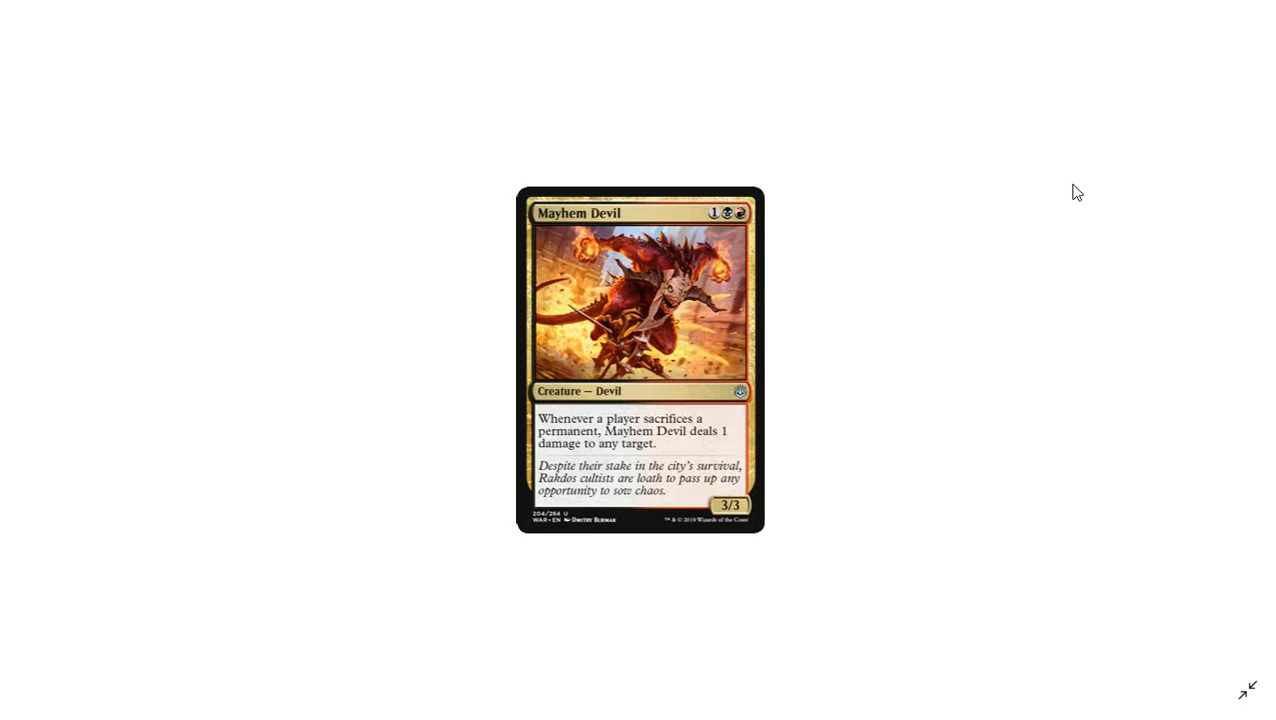 Mayhem Devil 1
Creature — Devil
Whenever a player sacrifices a
permanent, Mayhem Devil deals 1
damage to any target.
Despite their stake in the city's survival,
Rakdos cultists are loath to pass up any
opportunity to sow chaos.
3/3
204/264 U
WAR • EN Dmitry Burmak ™ & © 2019 Wizards of the Coast